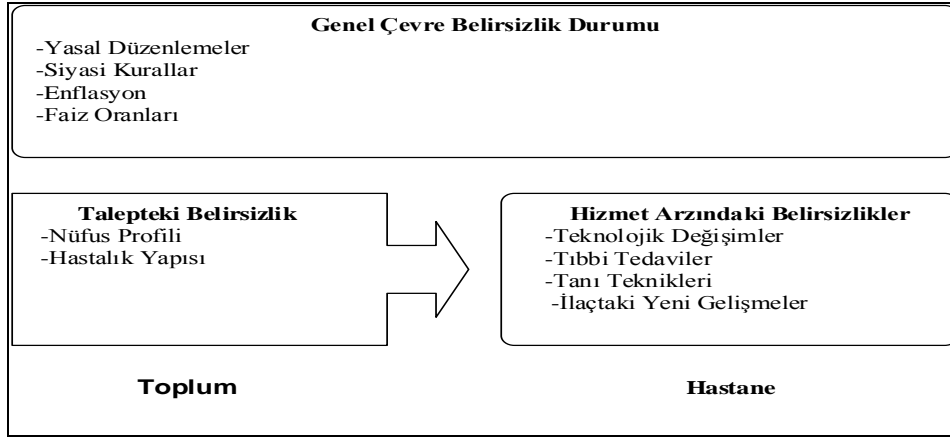 Genel Çevre Belirsizlik Durumu
-Yasal Düzenlemeler
-Siyasi Kurallar
-Enflasyon
-Faiz Oranları
Talepteki Belirsizlik
-Nüfus Profili
-Hastalık Yapısı
Hizmet Arzındaki Belirsizlikler
-Teknolojik Değişimler
-Tıbbi Tedaviler
-Tanı Teknikleri
-İlaçtaki Yeni Gelişmeler
Toplum
Hastane